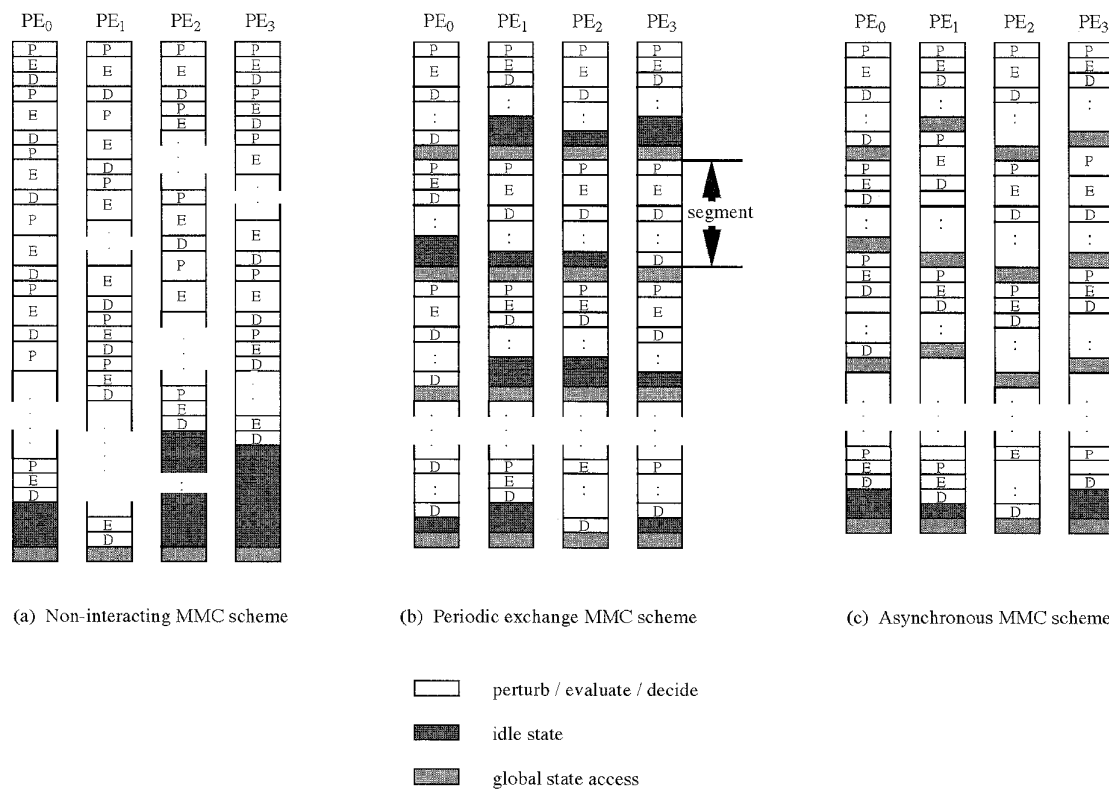 PE0
P
E
D
P
E
D
P
E
D
P
E
D
P
E
D
P
P
E
D
PE1
P
E
D
P
E
D
P
E
E
D
P
E
D
P
E
D
E
D
PE2
P
E
D
P
E
P
E
D
P
E
P
E
D
PE3
P
E
D
P
E
D
P
E
E
D
P
E
D
P
E
D
E
D
(a) Non-interacting MMC scheme
PE0
P
E
D
D
P
E
D
P
E
D
D
D
D
PE1
P
E
D
P
E
D
P
E
D
P
E
D
PE2
P
E
D
P
E
D
P
E
D
E
D
PE3
P
E
D
P
E
D
D
P
E
D
P
D
segment
(b) Periodic exchange MMC scheme
PE0
P
E
D
D
P
E
D
P
E
D
D
P
E
D
PE1
P
E
D
P
E
D
P
E
D
P
E
D
PE2
P
E
D
P
E
D
P
E
D
E
D
PE3
P
E
D
P
E
D
P
E
D
D
(c) Asynchronous MMC scheme
perturb / evaluate / decide
idle state
global state access